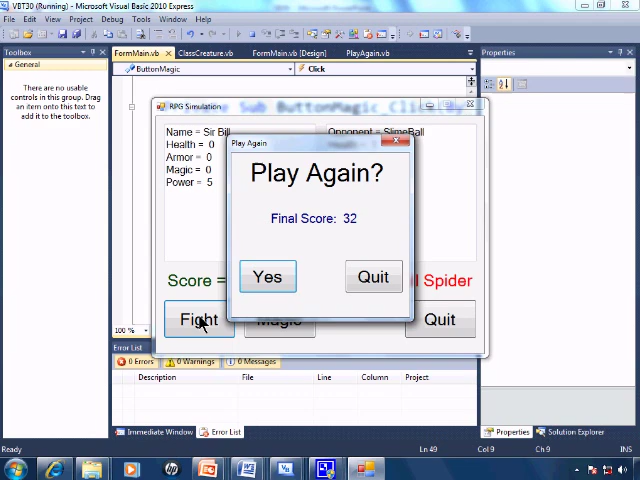 VBT30 (Running) - Microsoft Visual Basic 2010 Express
File Edit View Project Debug Data Tools Window Help
Toolbox
FormMain.vb ClassCreature.vb FormMain.vb [Design] PlayAgain.vb
Properties
General
ButtonMagic Click
There are no usable
controls in this group. Drag
an item onto this text to
add it to the toolbox.
Sub ButtonMagic_Click(By
RPG Simulation
Name = Sir Bill
Health = 0
Armor = 0
Magic = 0
Power = 5
Opponent = SlimeBall
Play Again
Play Again?
Final Score: 32
Yes Quit
Score = Spider
Fight Magic Quit
100 %
Error List
0 Errors 0 Warnings 0 Messages
Description File Line Column Project
Immediate Window Error List
Properties Solution Explorer
Ready Ln 49 Col 9 Ch 9 INS